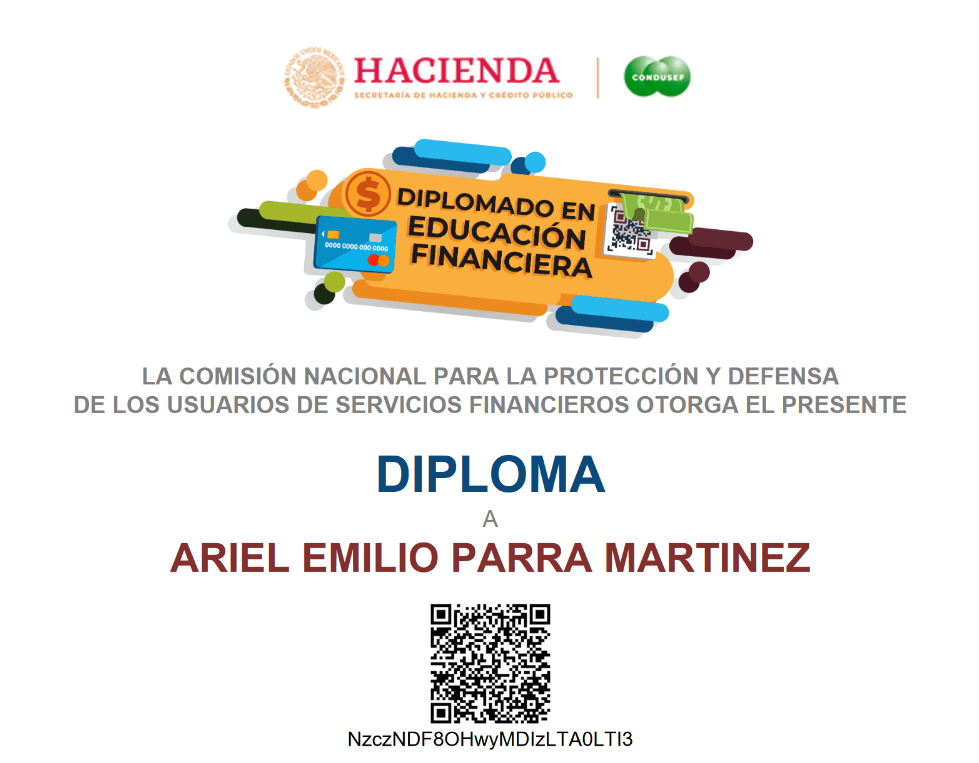 HACIENDA
SECRETARÍA DE HACIENDA Y CRÉDITO PÚBLICO
CONDUSEF
DIPLOMADO EN
EDUCACIÓN
FINANCIERA
0000 0000 000 0000
LA COMISIÓN NACIONAL PARA LA PROTECCIÓN Y DEFENSA
DE LOS USUARIOS DE SERVICIOS FINANCIEROS OTORGA EL PRESENTE
DIPLOMA
A
ARIEL EMILIO PARRA MARTINEZ
NzczNDF8OHwyMDIzLTA0LTI3